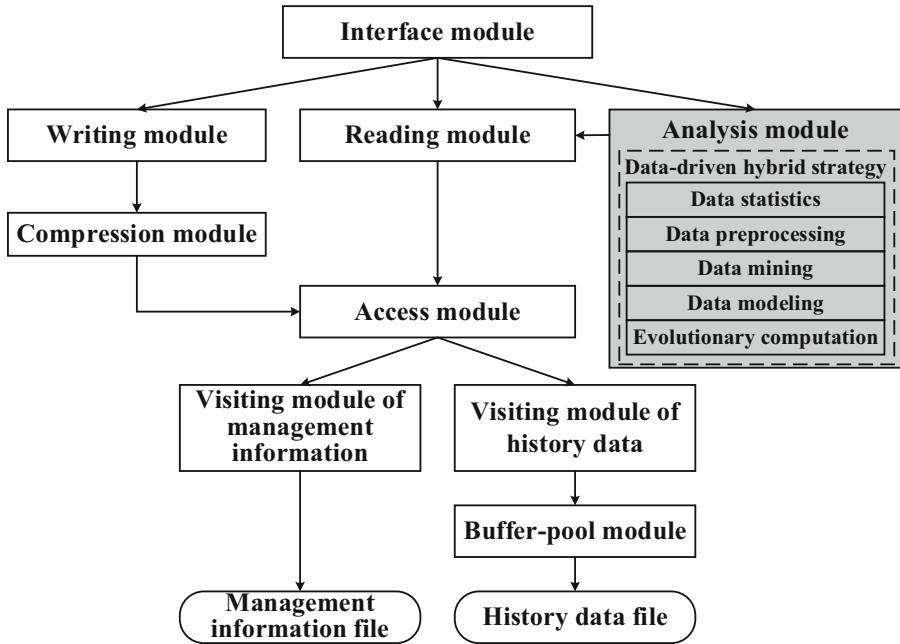 Interface module
Writing module
Reading module
Analysis module
Data-driven hybrid strategy
Data statistics
Data preprocessing
Data mining
Data modeling
Evolutionary computation
Compression module
Access module
Visiting module of
management
information
Visiting module of
history data
Buffer-pool module
Management
information file
History data file